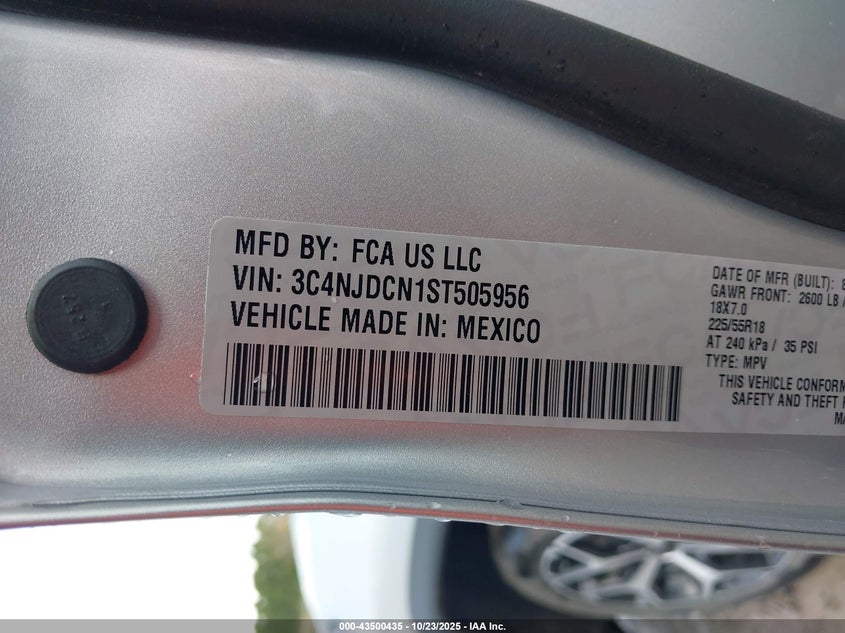 MFD BY: FCA US LLC
VIN: 3C4NJDCN1ST505956
VEHICLE MADE IN: MEXICO
DATE OF MFR (BUILT): 8
GAWR FRONT: 2600 LB
18X7.0
225/55R18
AT 240 kPa / 35 PSI
TYPE: MPV
THIS VEHICLE CONFORM
SAFETY AND THEFT
MA
000-43500435 - 10/23/2025 - IAA Inc.